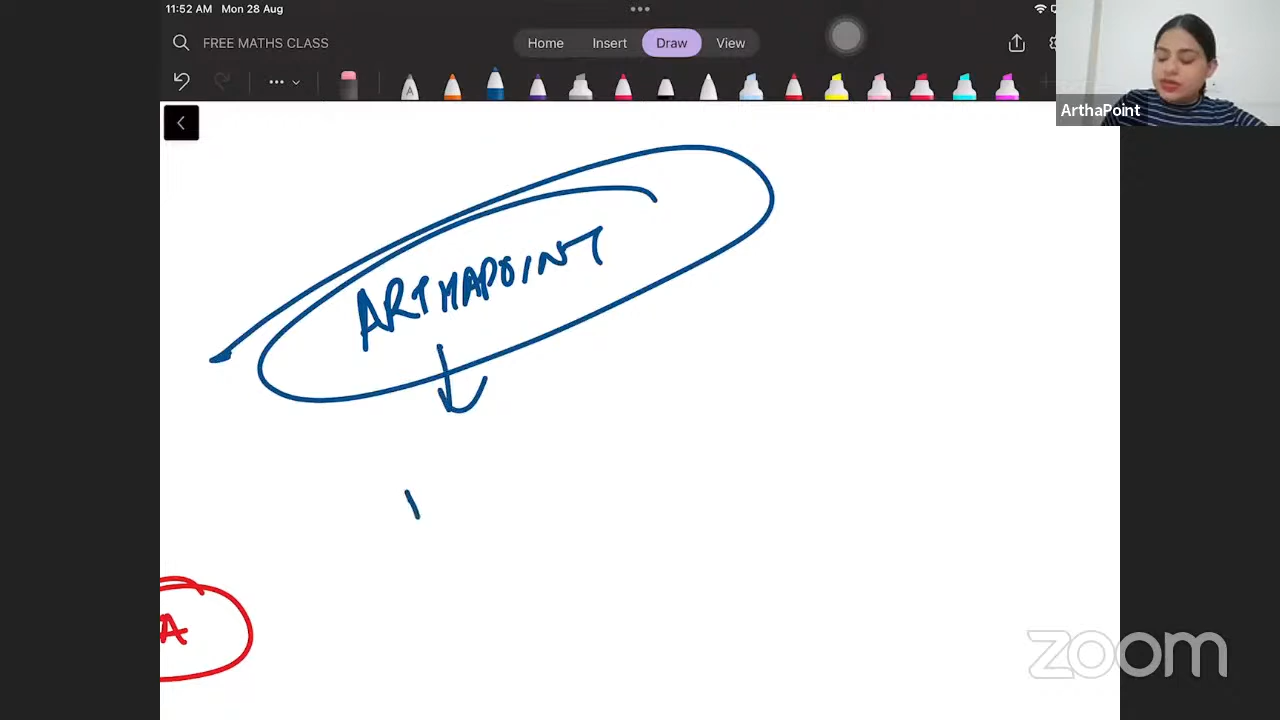 11:52 AM Mon 28 Aug
FREE MATHS CLASS
Home Insert Draw View
A
ArthaPoint
ARTHAPOINT
A
zoom